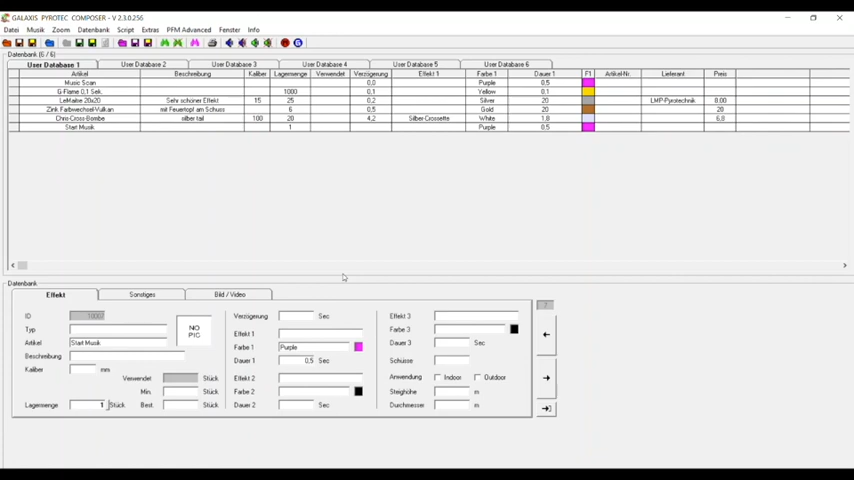 GALAXIS PYROTEC COMPOSER - V 2.3.0.256
Datei Musik Zoom Datenbank Script Extras PFM Advanced Fenster Info
Datenbank (6 / 6)
User Database 1 User Database 2 User Database 3 User Database 4 User Database 5 User Database 6
Artikel Beschreibung Kaliber Lagermenge Verwendet Verzögerung Effekt 1 Farbe 1 Dauer 1 F1 Artikel-Nr. Lieferant Preis
Music Scan 0,0 Purple 0,5
G-Flame 0,1 Sek. 1000 0,1 Yellow 0,1
LeMaitre 20x20 Sehr schöner Effekt 15 25 0,2 Silver 20 LMP-Pyrotechnik 8,00
Zink Farbwechsel-Vulkan mit Feuertopf am Schuss 6 0,5 Gold 20 20
Chris-Cross-Bombe silber tail 100 20 4,2 Silber-Crossette White 1,8 6,8
Start Musik 1 Purple 0,5
Datenbank
Effekt Sonstiges Bild / Video
ID 10007
Typ
Artikel Start Musik
Beschreibung
Kaliber mm
Verwendet Stück
Min. Stück
Lagermenge 1 Stück Best. Stück
NO
PIC
Verzögerung Sec
Effekt 1
Farbe 1 Purple
Dauer 1 0,5 Sec
Effekt 2
Farbe 2
Dauer 2 Sec
Effekt 3
Farbe 3
Dauer 3 Sec
Schüsse
Anwendung Indoor Outdoor
Steighöhe m
Durchmesser m